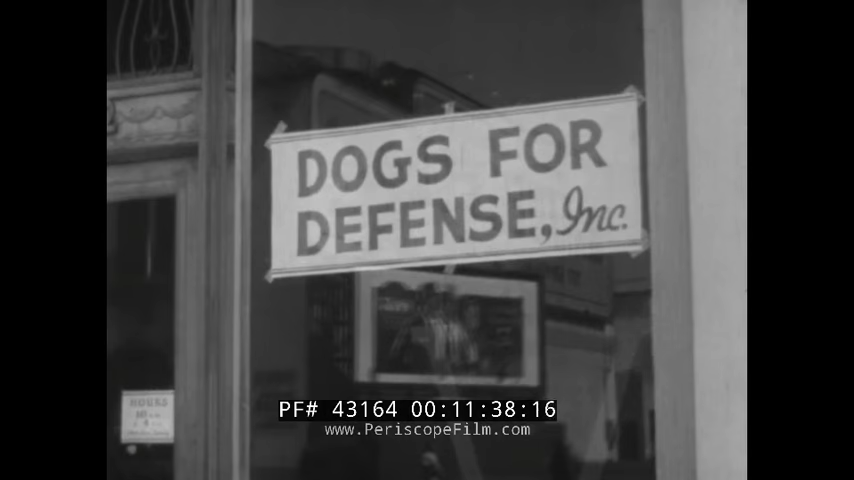 DOGS FOR
DEFENSE, Inc.
HOURS
PF# 43164 00:11:38:16
www.PeriscopeFilm.com